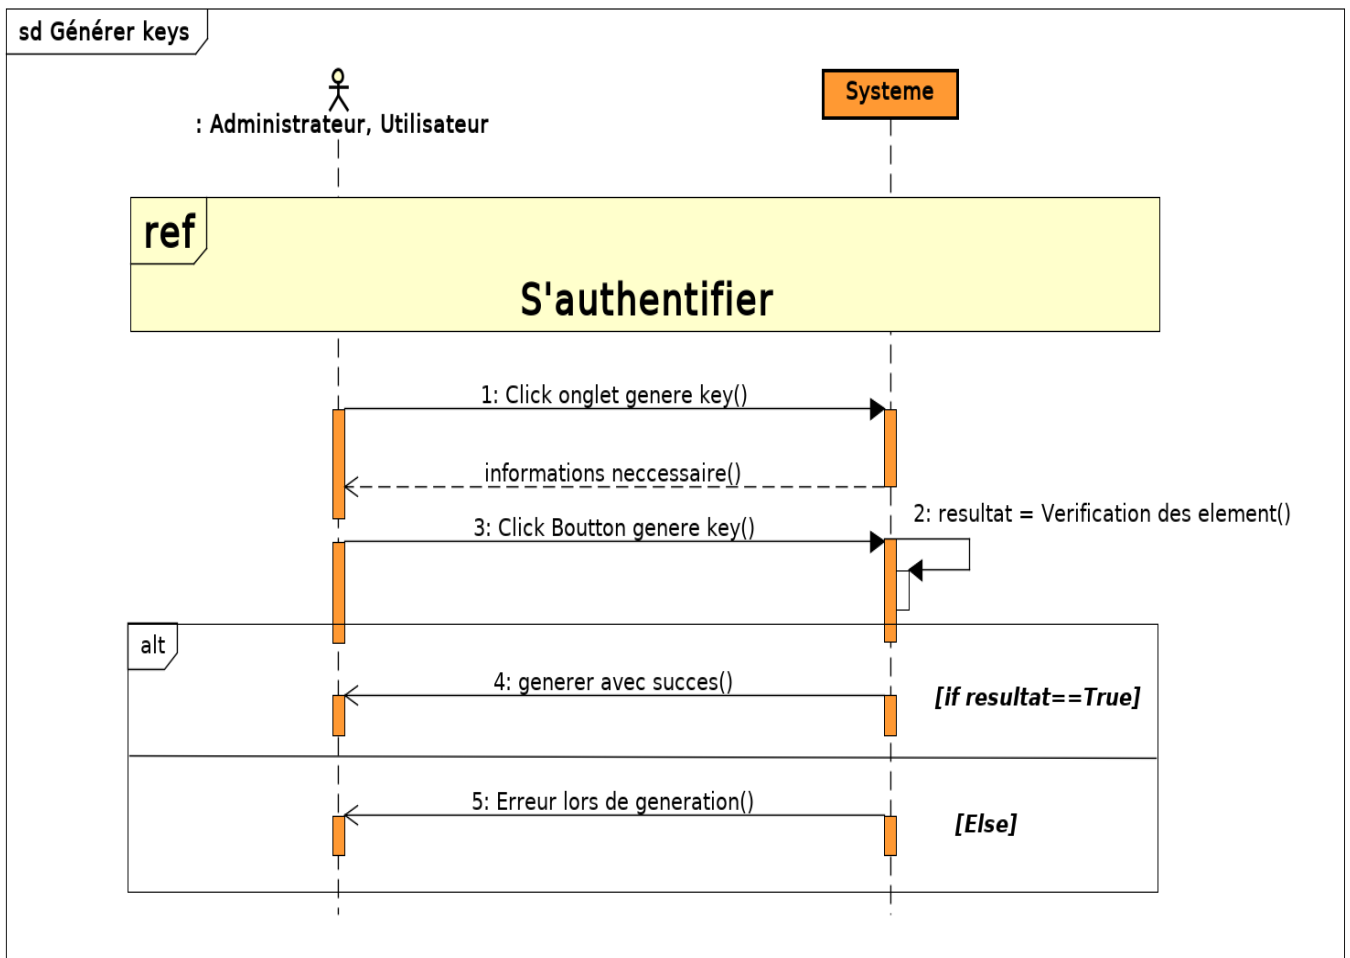 sd Générer keys
: Administrateur, Utilisateur
Systeme
ref
S'authentifier
1: Click onglet genere key()
informations neccessaire()
2: resultat = Verification des element()
3: Click Boutton genere key()
alt
4: generer avec succes()
[if resultat==True]
5: Erreur lors de generation()
[Else]